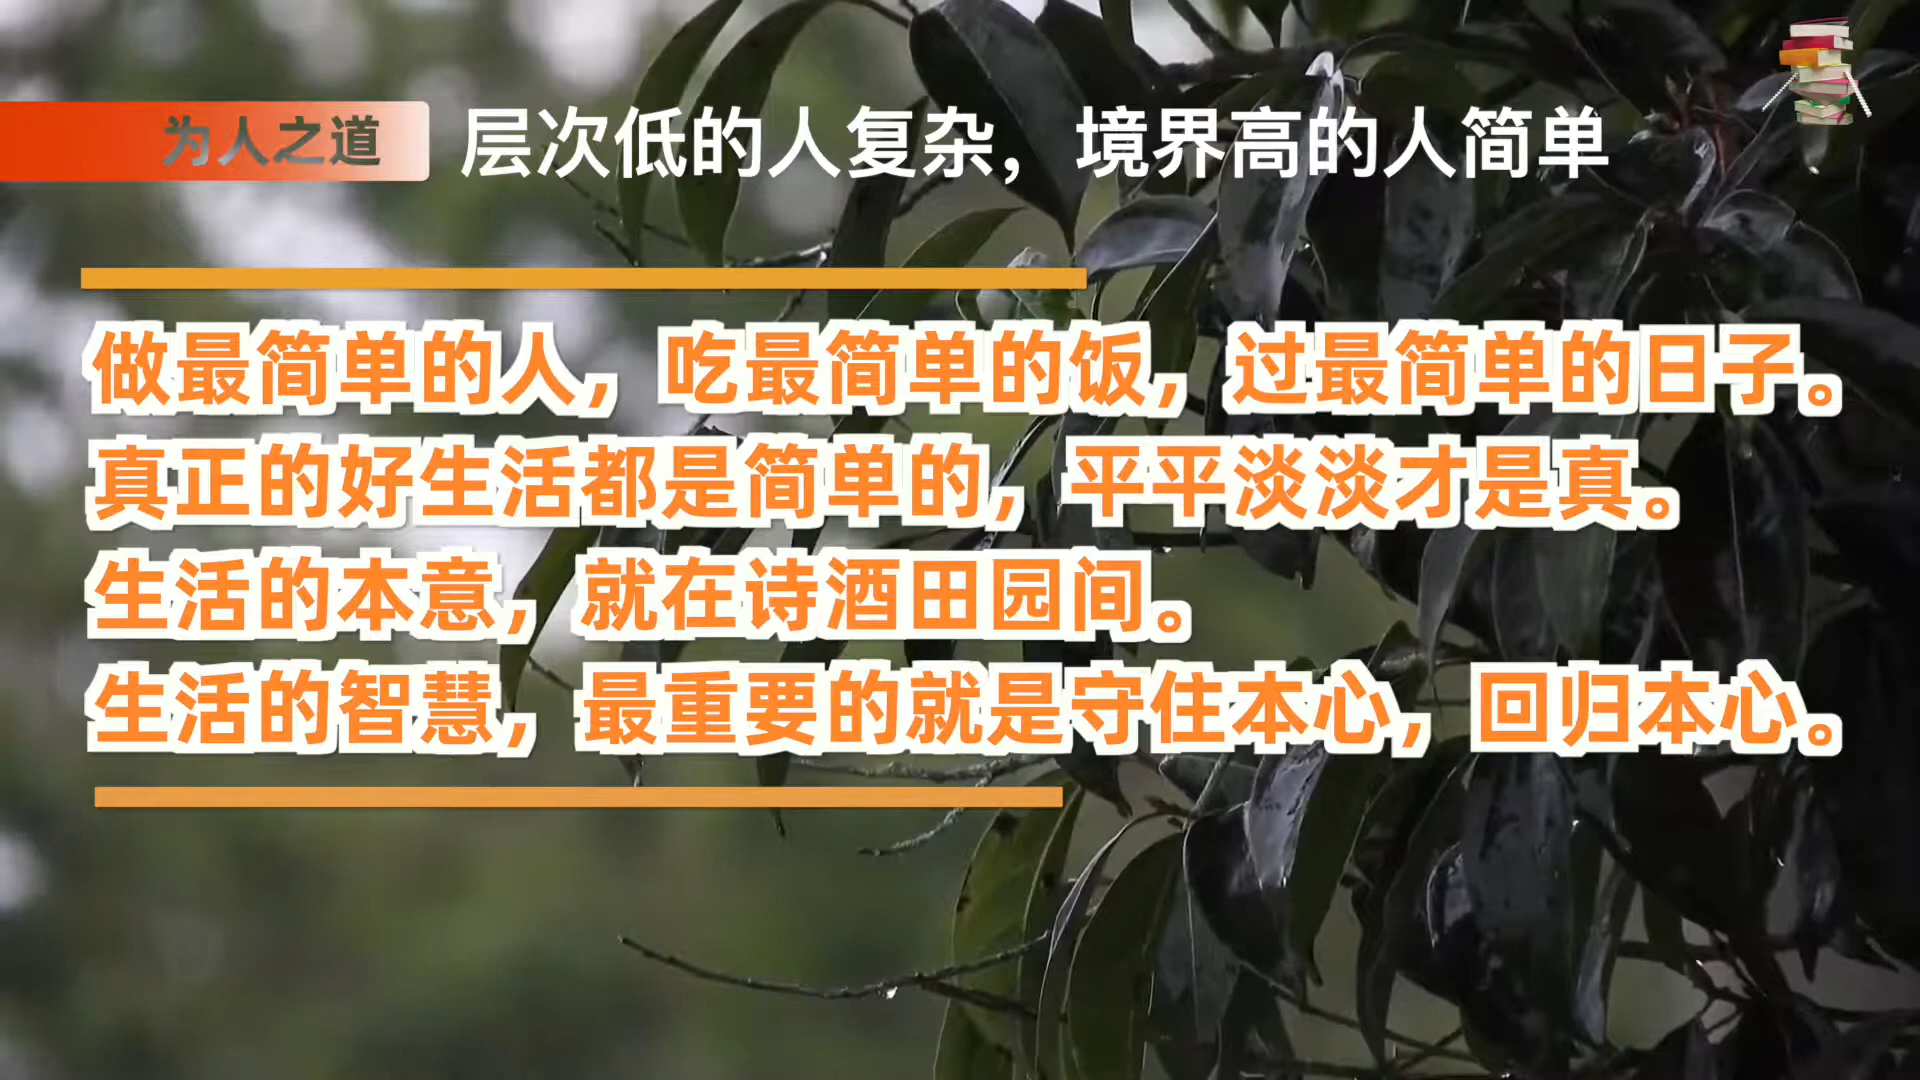 为人之道
层次低的人复杂，境界高的人简单
做最简单的人，吃最简单的饭，过最简单的日子。
真正的好生活都是简单的，平平淡淡才是真。
生活的本意，就在诗酒田园间。
生活的智慧，最重要的就是守住本心，回归本心。